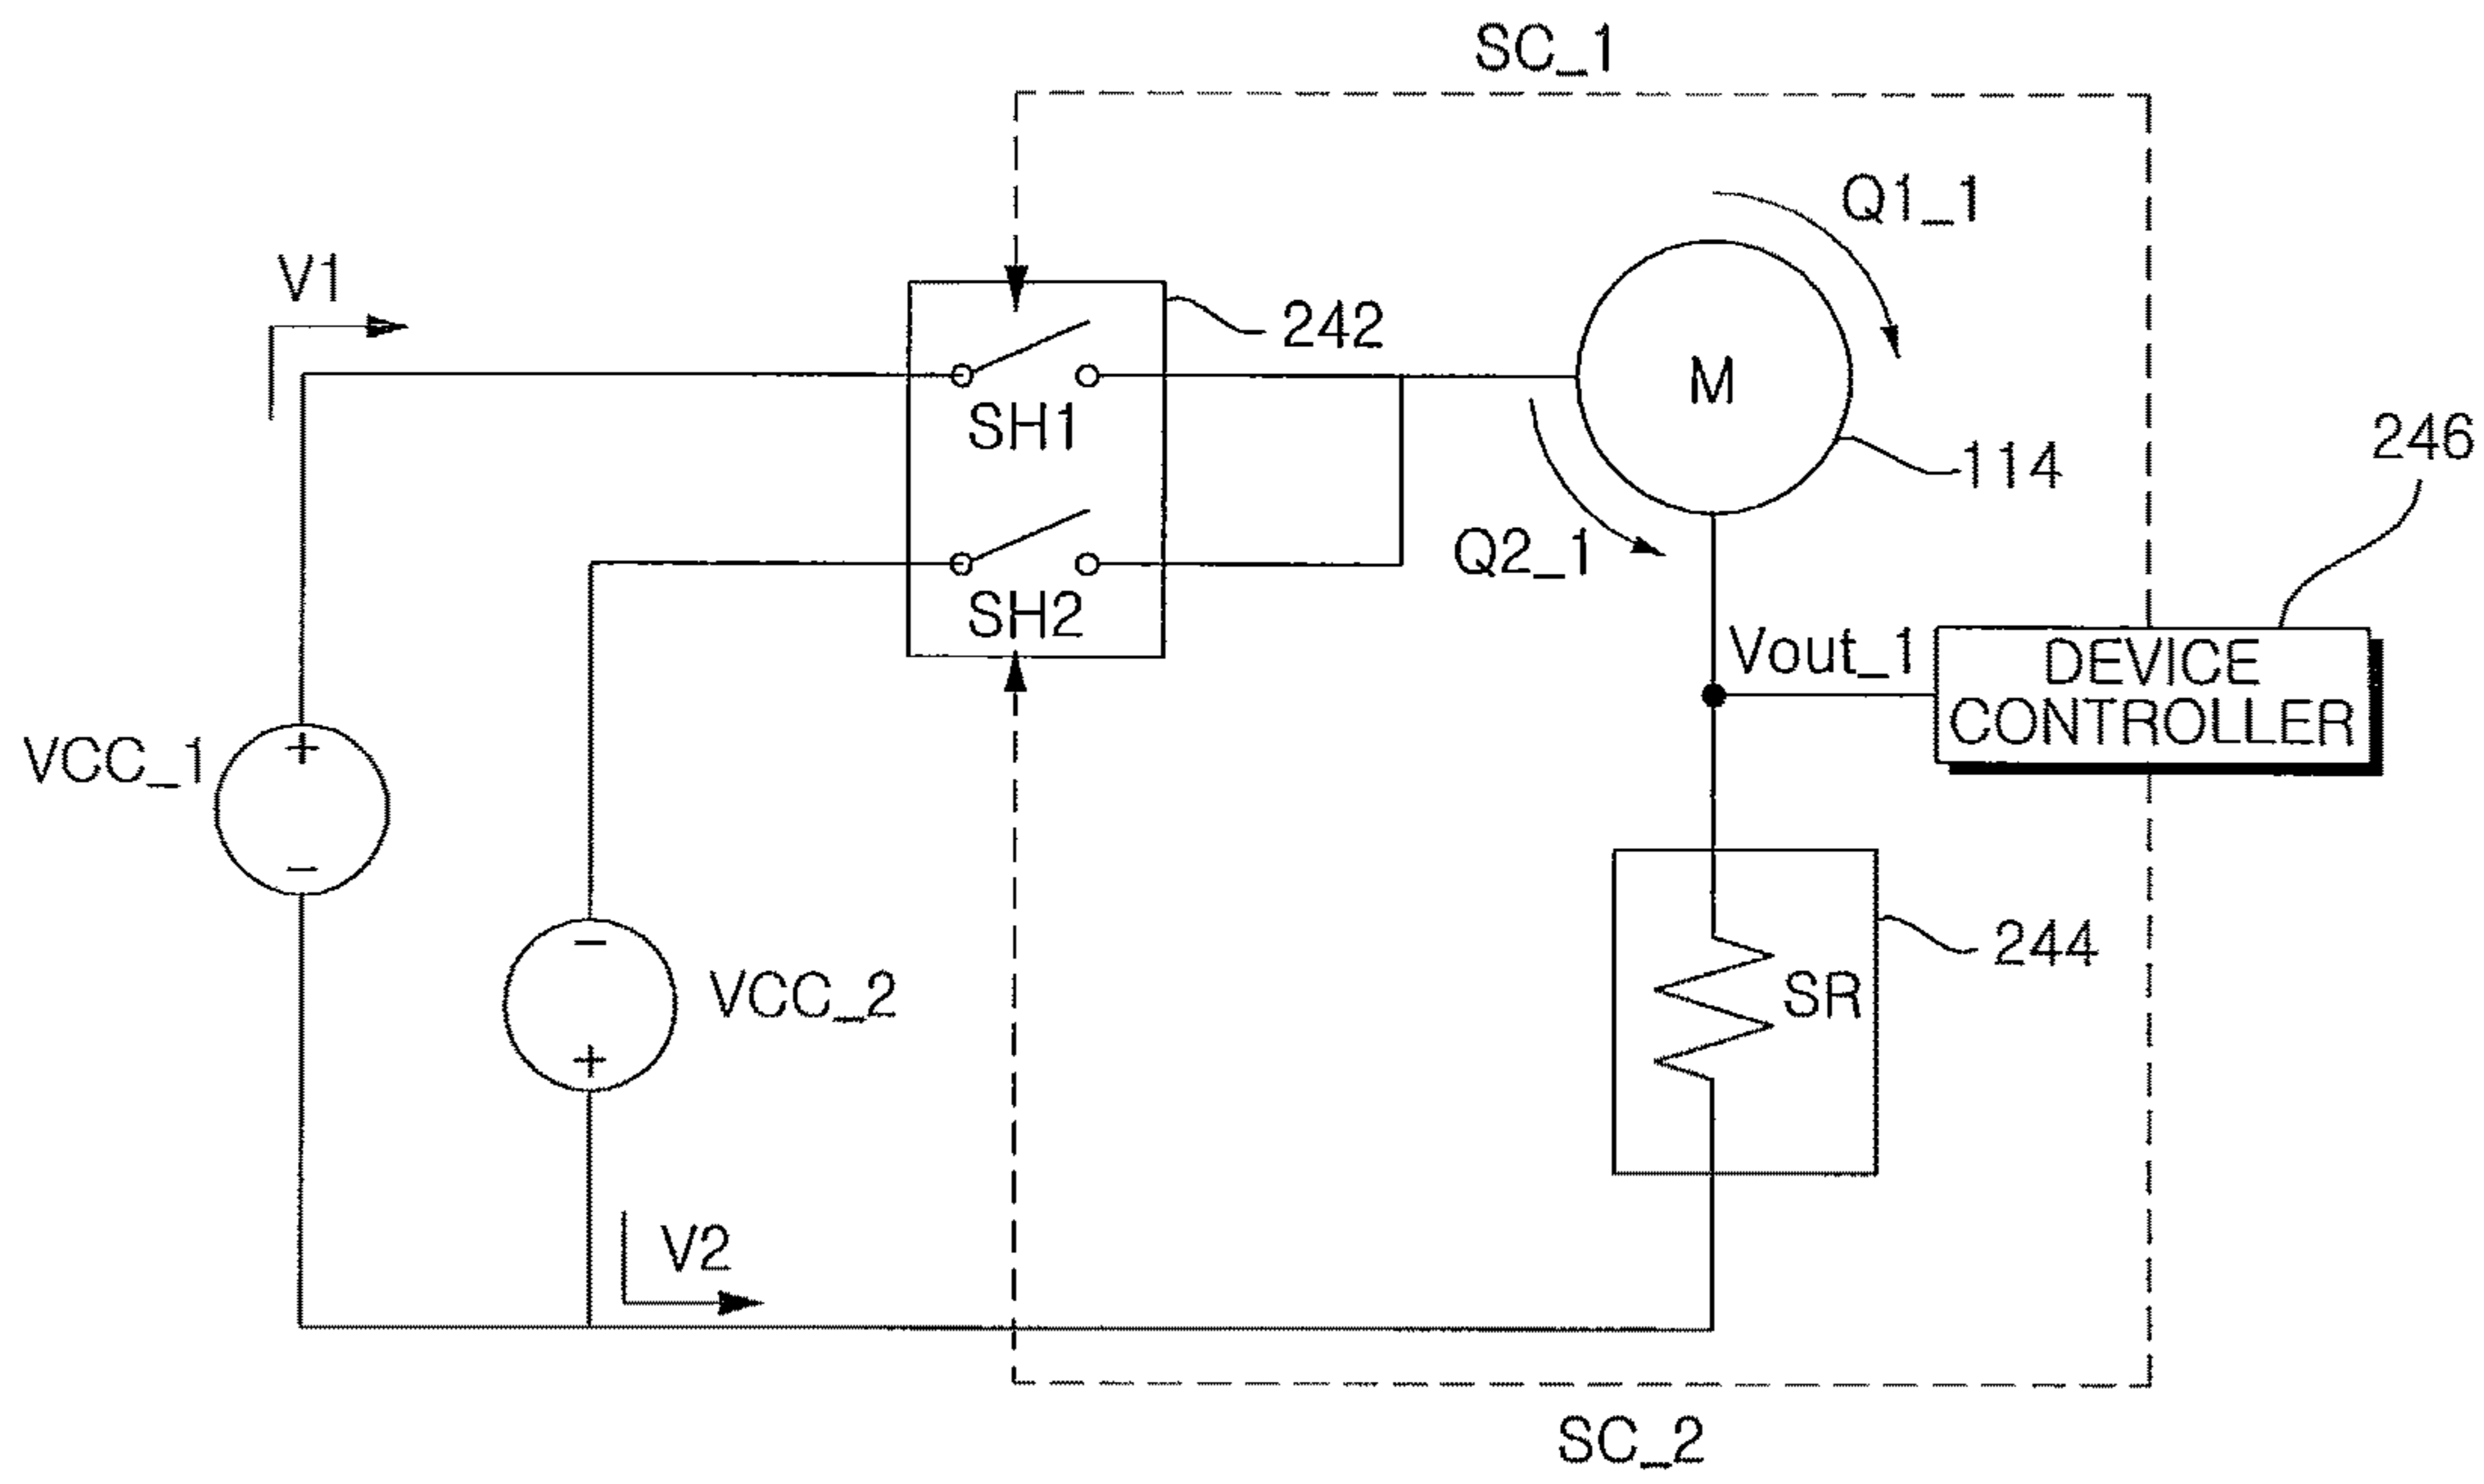 SC_1
Q1_1
V1
242
M
SH1
114
246
Q2_1
SH2
Vout_1
DEVICE
CONTROLLER
+
VCC_1
−
−
244
VCC_2
SR
+
V2
SC_2